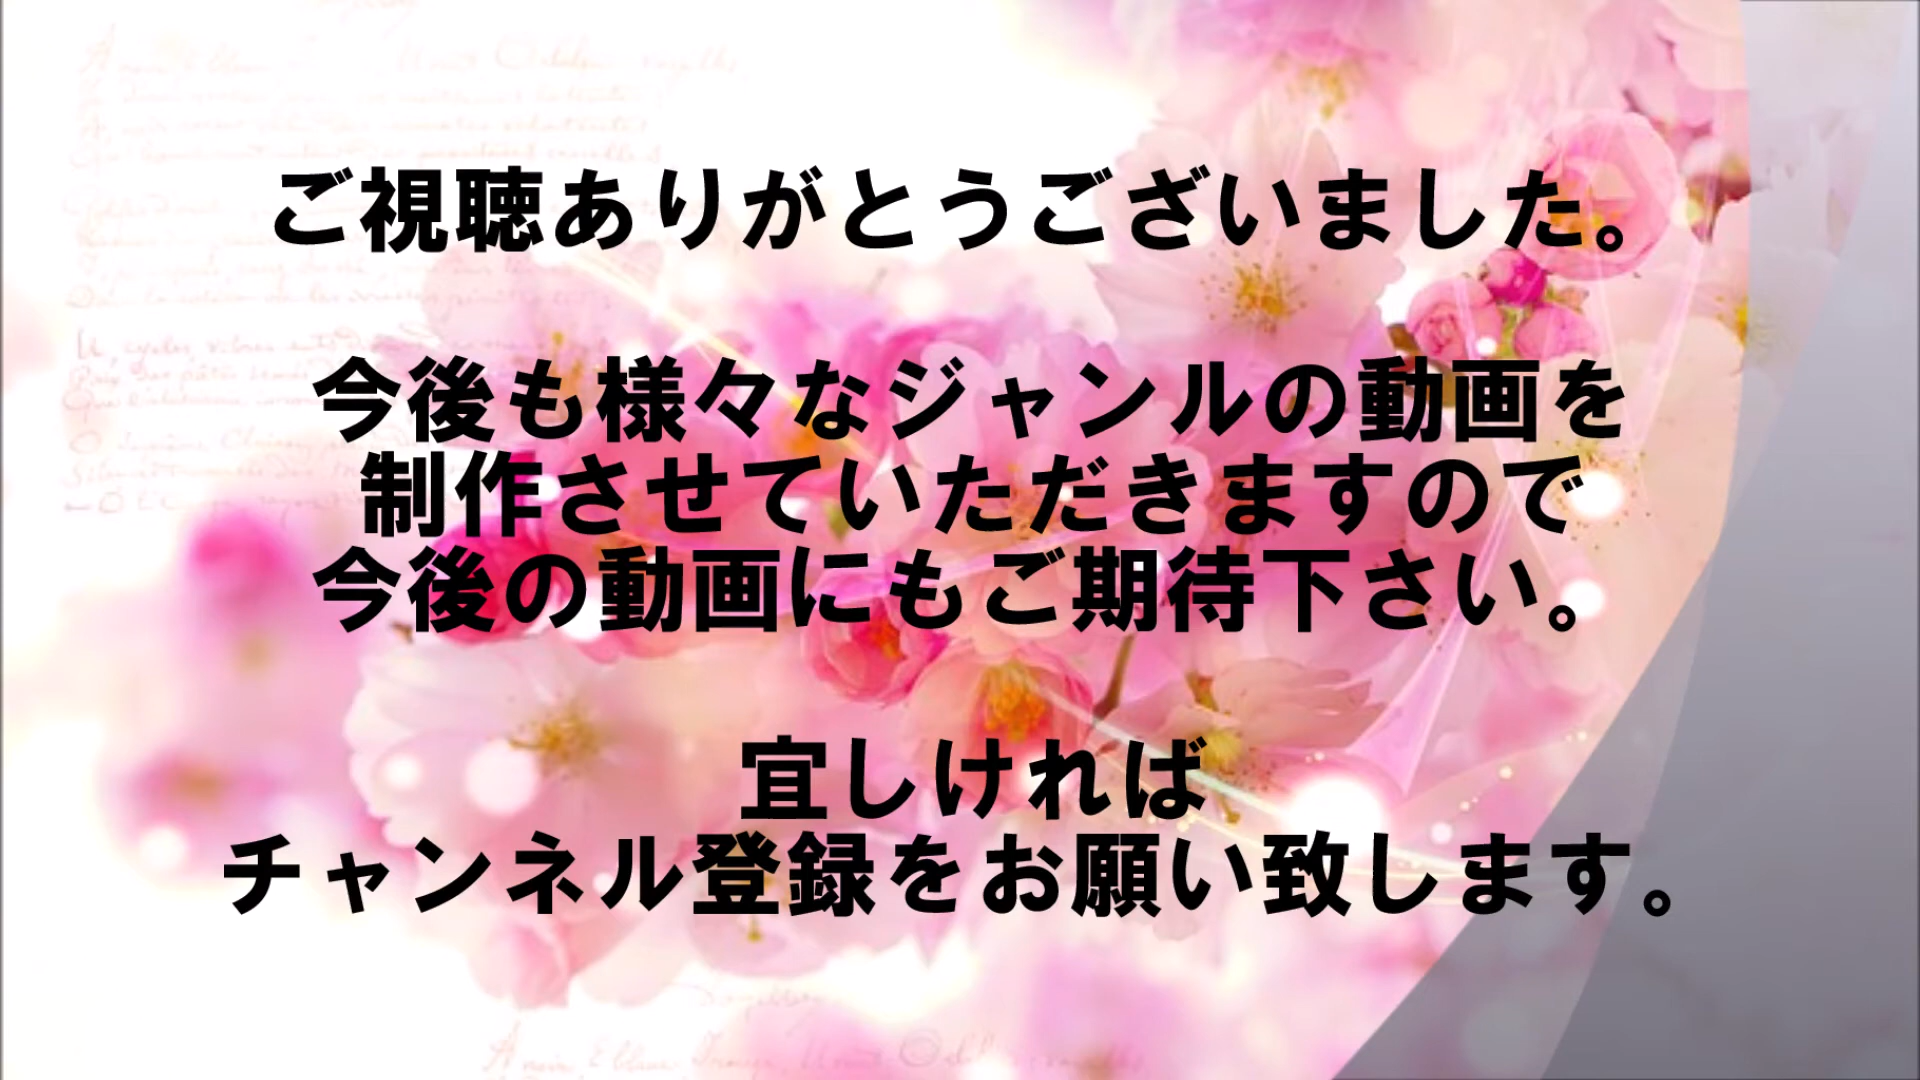 ご視聴ありがとうございました。
今後も様々なジャンルの動画を
制作させていただきますので
今後の動画にもご期待下さい。
宜しければ
チャンネル登録をお願い致します。